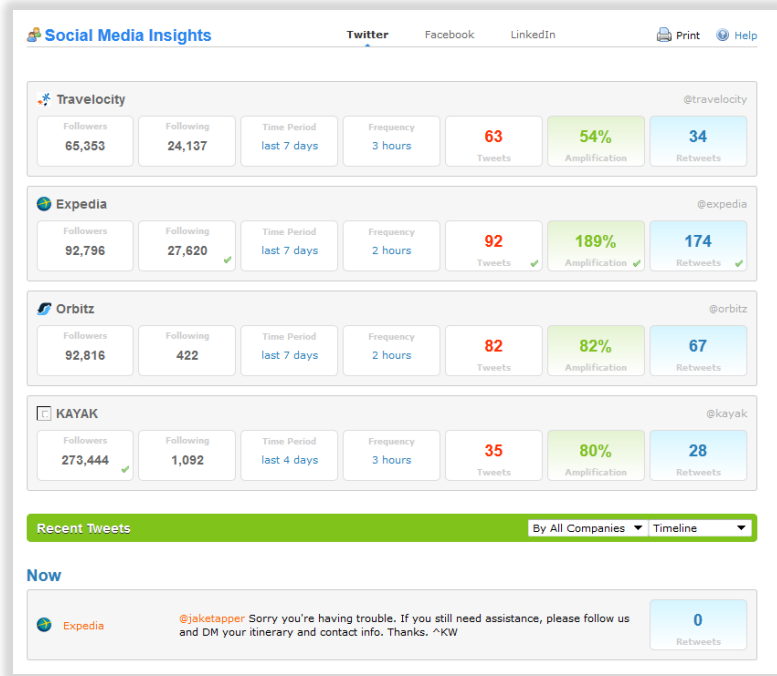 Social Media Insights Twitter Facebook LinkedIn Print Help
Travelocity @travelocity
Followers Following Time Period Frequency 63 54% 34
65,353 24,137 last 7 days 3 hours Tweets Amplification Retweets
Expedia @expedia
Followers Following Time Period Frequency 92 189% 174
92,796 27,620 last 7 days 2 hours Tweets Amplification Retweets
Orbitz @orbitz
Followers Following Time Period Frequency 82 82% 67
92,816 422 last 7 days 2 hours Tweets Amplification Retweets
KAYAK @kayak
Followers Following Time Period Frequency 35 80% 28
273,444 1,092 last 4 days 3 hours Tweets Amplification Retweets
Recent Tweets By All Companies Timeline
Now
Expedia @jaketapper Sorry you're having trouble. If you still need assistance, please follow us 0
and DM your itinerary and contact info. Thanks. ^KW Retweets